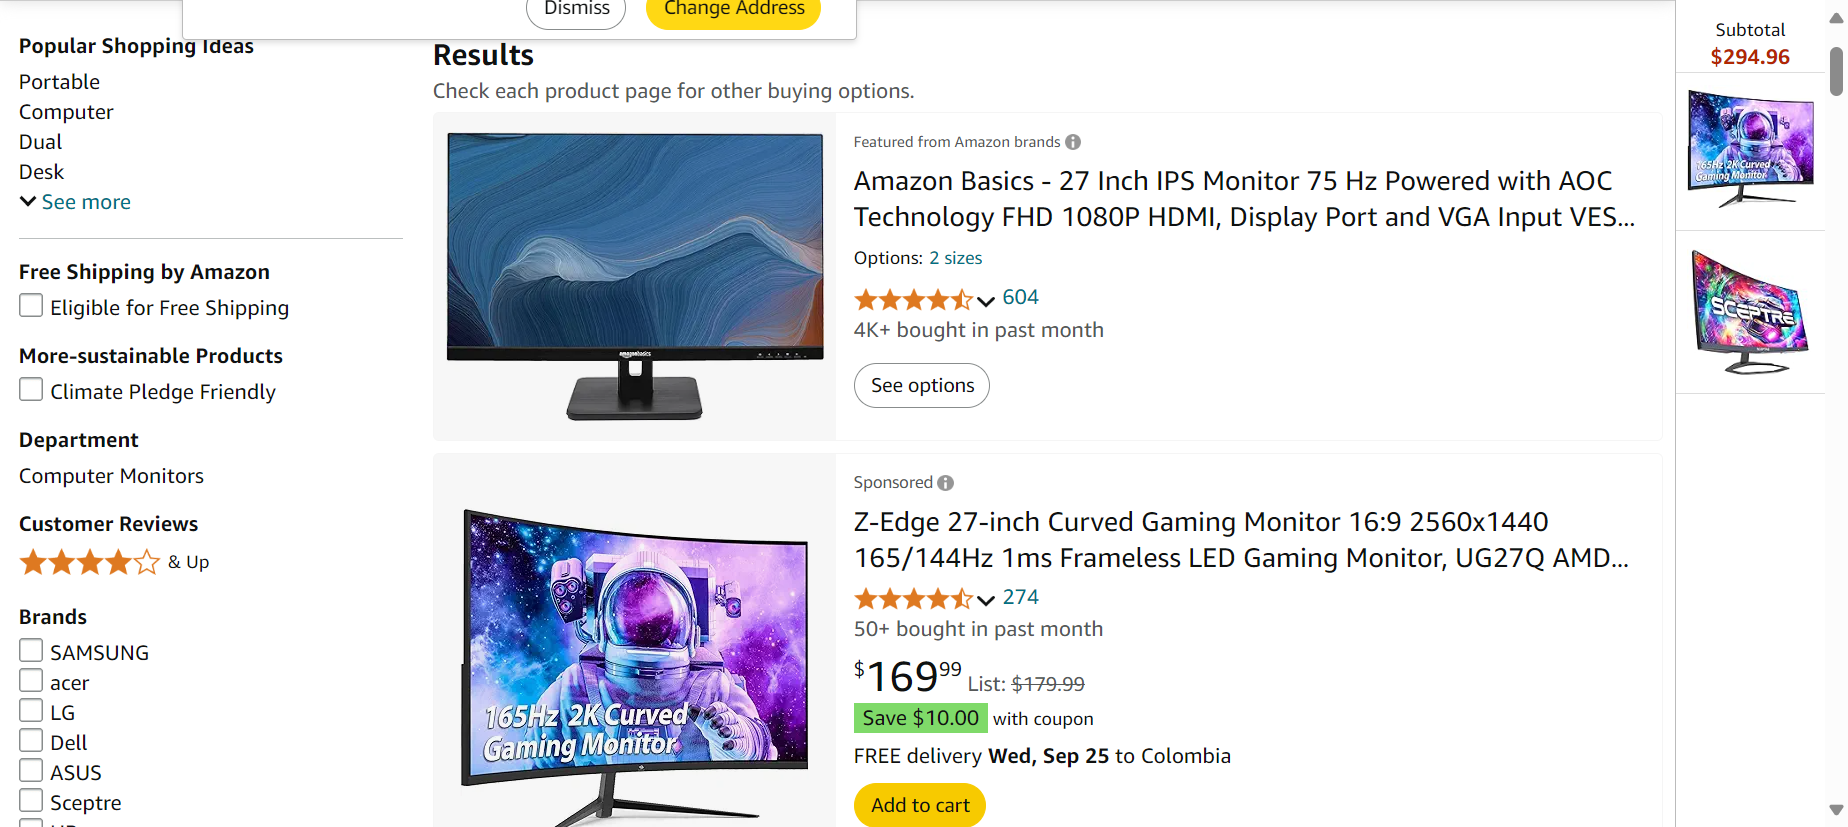 Dismiss
Change Address
Popular Shopping Ideas
Portable
Computer
Dual
Desk
See more
Free Shipping by Amazon
Eligible for Free Shipping
More-sustainable Products
Climate Pledge Friendly
Department
Computer Monitors
Customer Reviews
& Up
Brands
SAMSUNG
acer
LG
Dell
ASUS
Sceptre
Results
Check each product page for other buying options.
amazonbasics
Featured from Amazon brands
Amazon Basics - 27 Inch IPS Monitor 75 Hz Powered with AOC
Technology FHD 1080P HDMI, Display Port and VGA Input VES...
Options: 2 sizes
604
4K+ bought in past month
See options
165Hz 2K Curved
Gaming Monitor
Sponsored
Z-Edge 27-inch Curved Gaming Monitor 16:9 2560x1440
165/144Hz 1ms Frameless LED Gaming Monitor, UG27Q AMD...
274
50+ bought in past month
$169.99 List: $179.99
Save $10.00 with coupon
FREE delivery Wed, Sep 25 to Colombia
Add to cart
Subtotal
$294.96
165Hz 2K Curved
Gaming Monitor
SCEPTRE